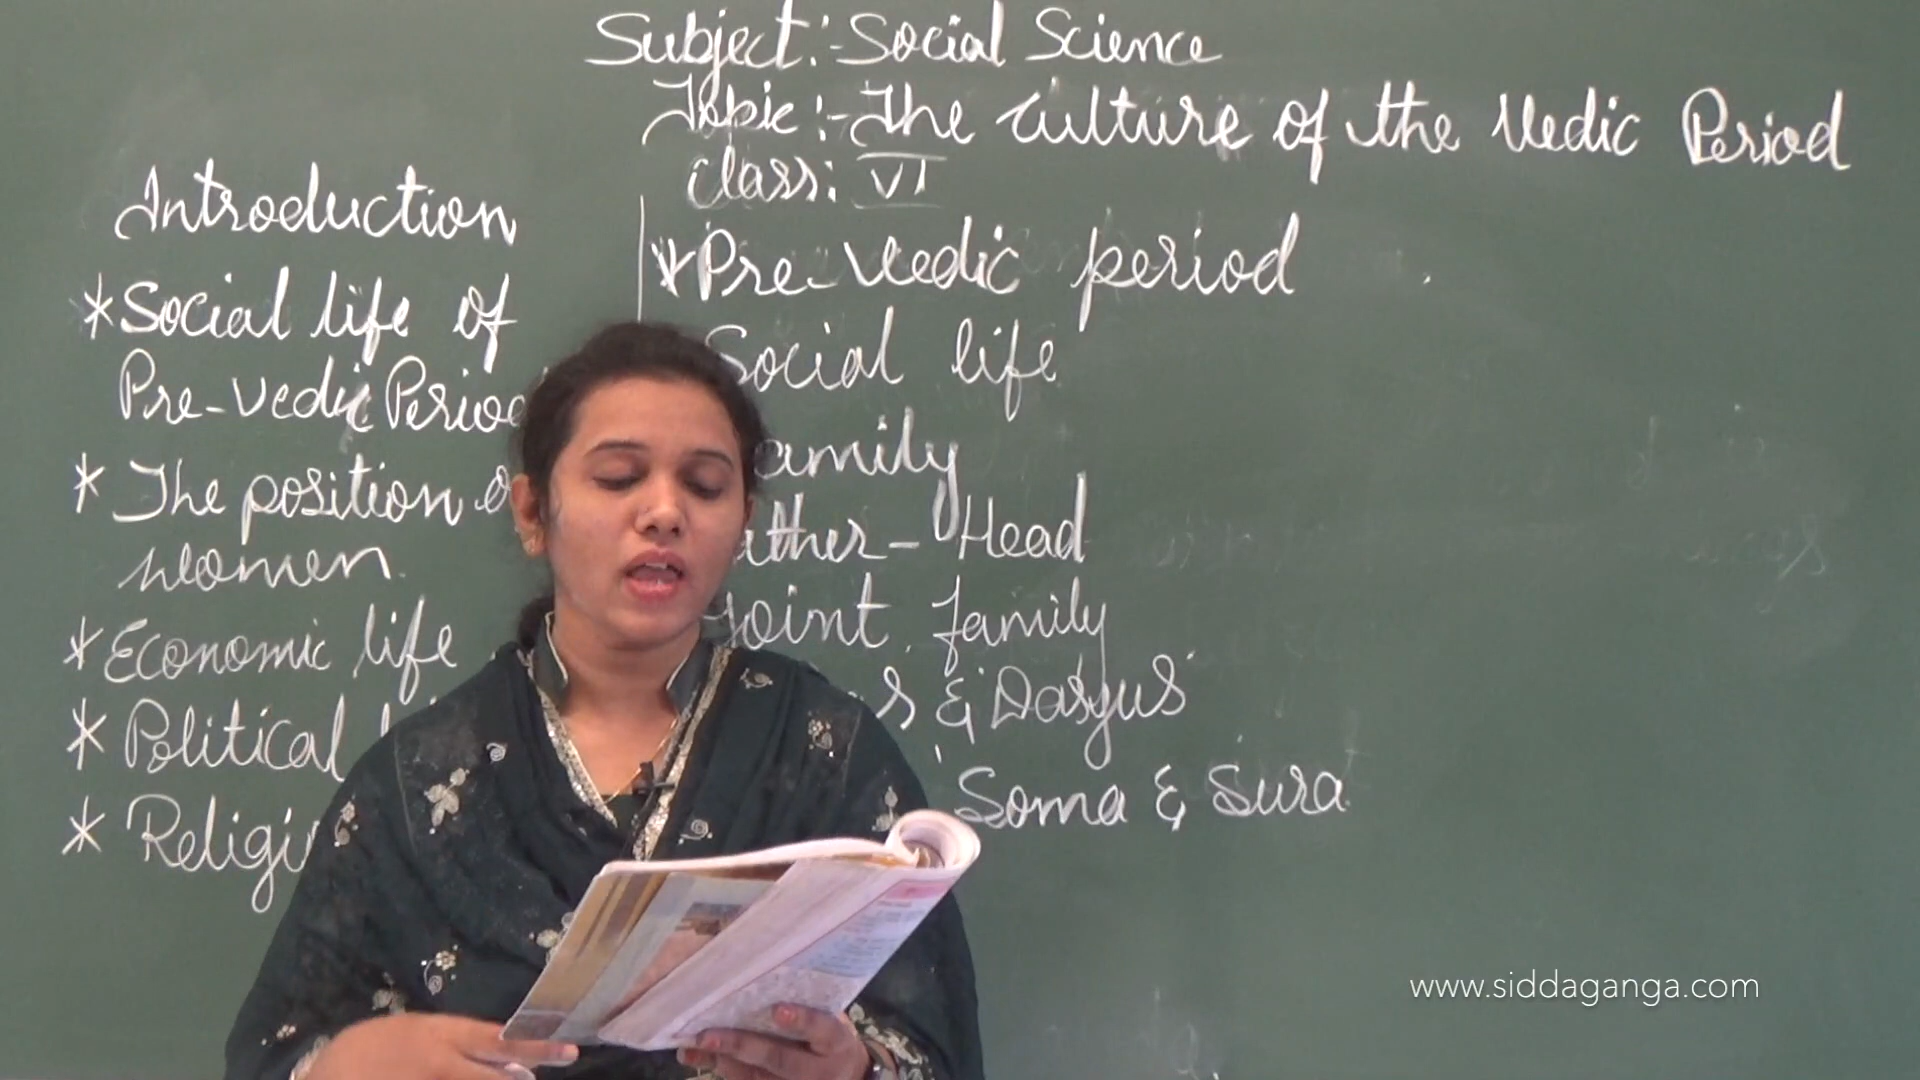 Subject:-Social Science
Topic:-The culture of the Vedic Period
class: VI
Introduction
*Social life of
Pre-vedic
* The position
women.
*Economic life
* Political
*
*Pre-Vedic period
Social life
Head
Joint family
& Dasyus
Soma & Sura
www.siddaganga.com